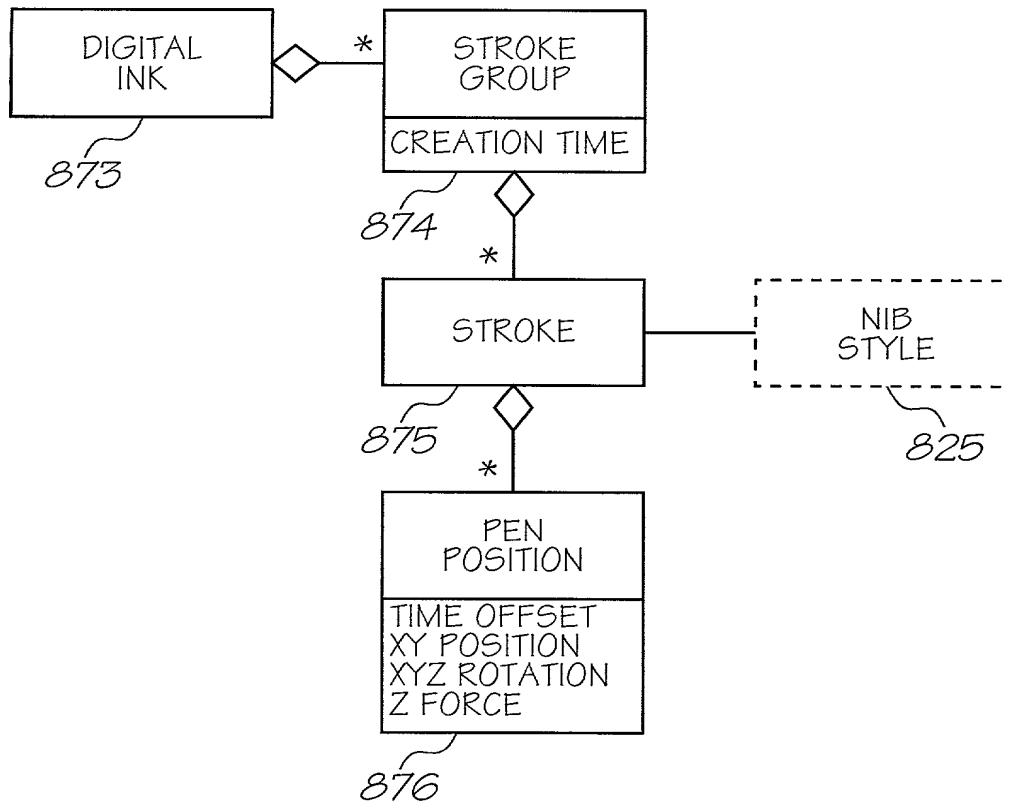 DIGITAL
INK
*
STROKE
GROUP
CREATION TIME
873
874
*
STROKE
NIB
STYLE
875
825
*
PEN
POSITION
TIME OFFSET
XY POSITION
XYZ ROTATION
Z FORCE
876